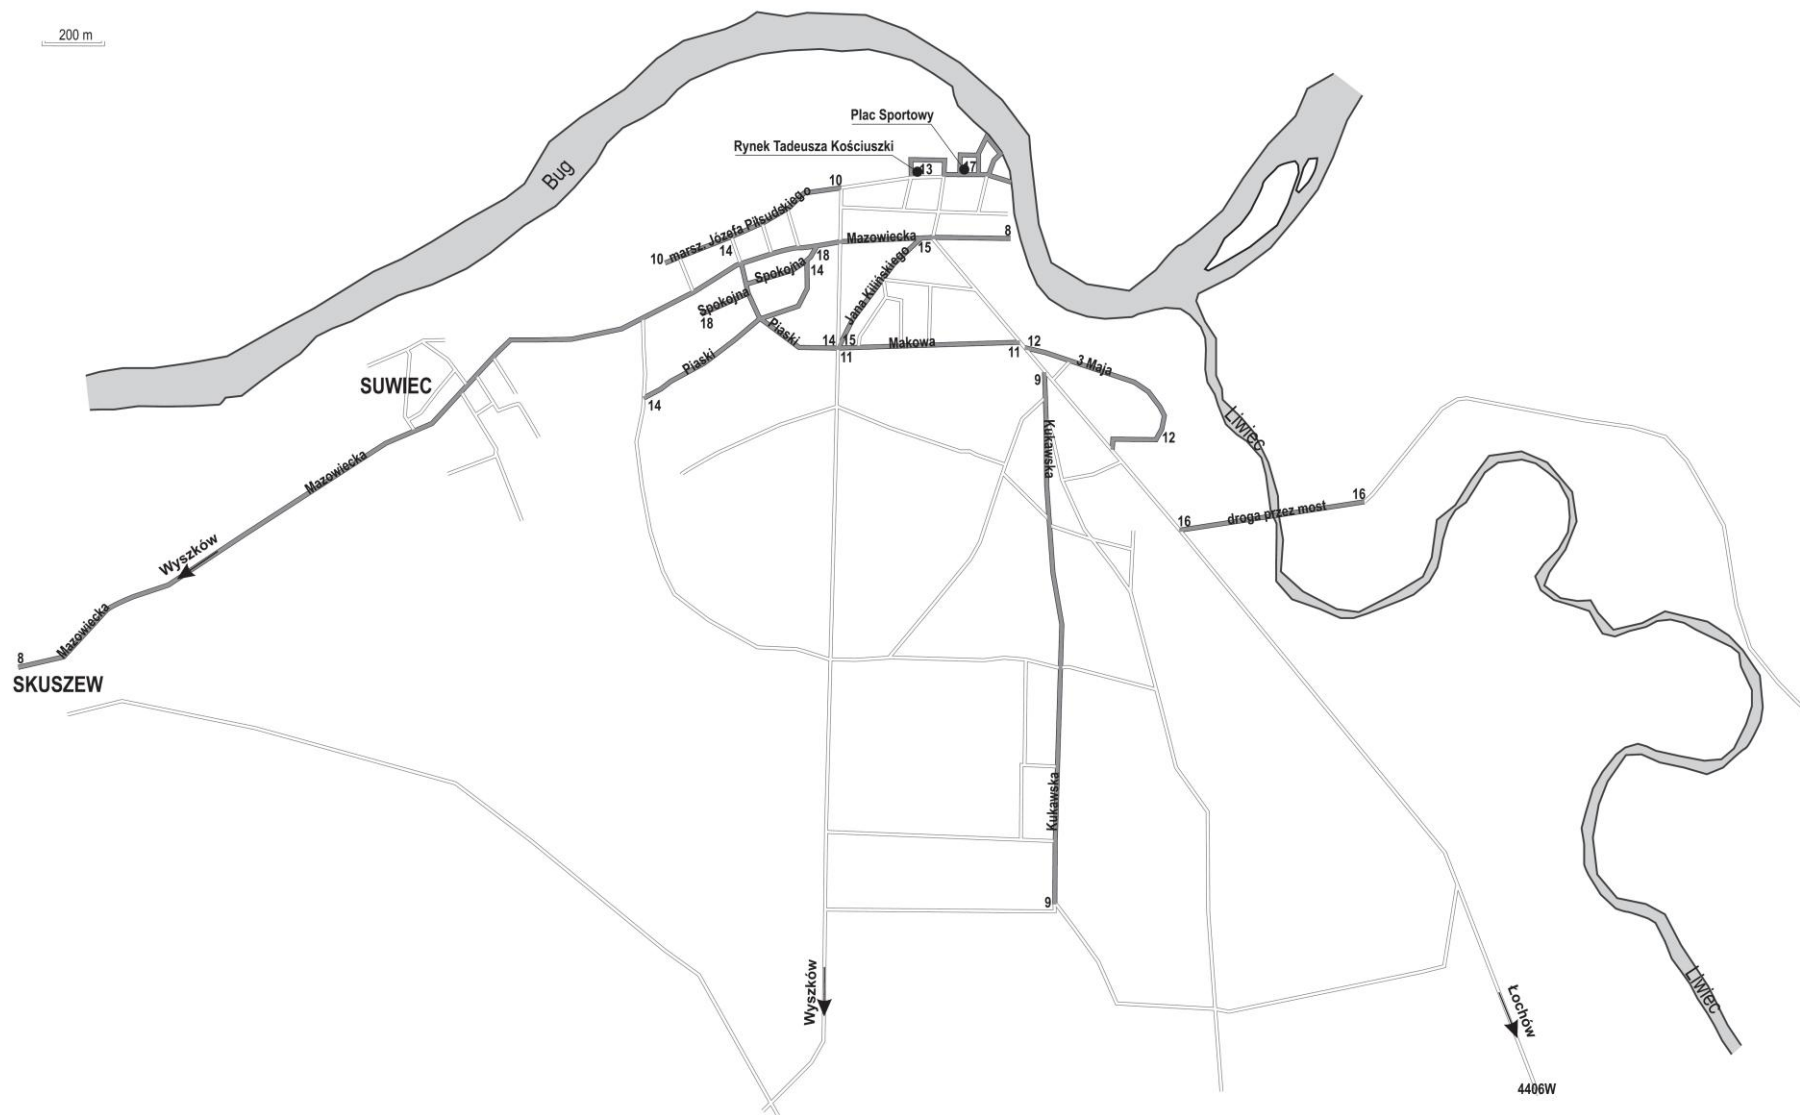 200 m
Plac Sportowy
Rynek Tadeusza Kościuszki
13
17
Bug
10
marsz. Józefa Piłsudskiego
10
14
Mazowiecka
8
15
18
Spokojna
14
Jana Kilińskiego
Spokojna
18
Piaski
14
15
11
Makowa
11
12
3 Maja
Piaski
14
9
12
SUWIEC
Kukawska
Liwiec
Mazowiecka
16
droga przez most
16
Wyszków
Mazowiecka
8
SKUSZEW
Kukawska
9
Wyszków
Liwiec
Łochów
4406W